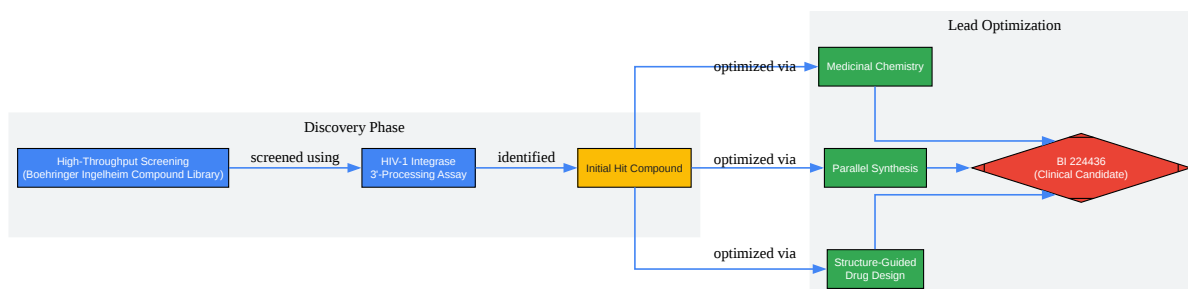 Lead Optimization
optimized via
Medicinal Chemistry
Discovery Phase
High-Throughput Screening
(Boehringer Ingelheim Compound Library)
screened using
HIV-1 Integrase
3'-Processing Assay
identified
Initial Hit Compound
optimized via
Parallel Synthesis
BI 224436
(Clinical Candidate)
optimized via
Structure-Guided
Drug Design